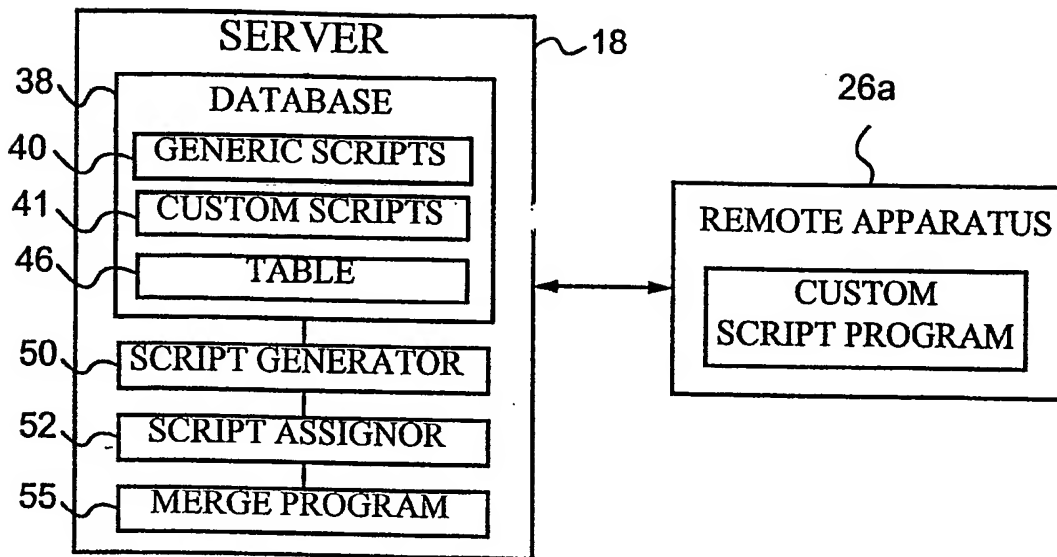 SERVER
18
38
DATABASE
26a
40
GENERIC SCRIPTS
41
CUSTOM SCRIPTS
REMOTE APPARATUS
46
TABLE
CUSTOM
SCRIPT PROGRAM
50
SCRIPT GENERATOR
52
SCRIPT ASSIGNOR
55
MERGE PROGRAM